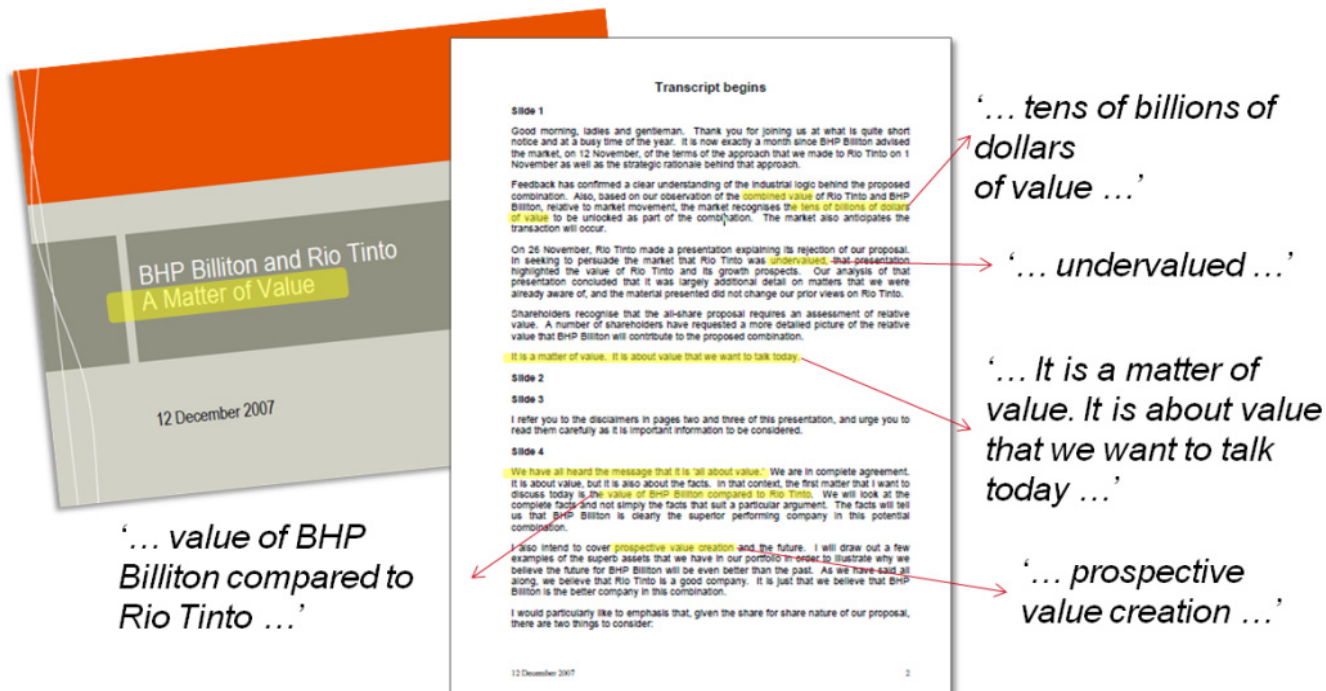 BHP Billiton and Rio Tinto
A Matter of Value
12 December 2007
Transcript begins
Slide 1
Good morning, ladies and gentleman. Thank you for joining us at what is quite short
notice and at a busy time of the year. It is now exactly a month since BHP Billiton advised
the market, on 12 November, of the terms of the approach that we made to Rio Tinto on 1
November as well as the strategic rationale behind that approach.
Feedback has confirmed a clear understanding of the industrial logic behind the proposed
combination. Also, based on our observation of the combined value of Rio Tinto and BHP
Billiton, relative to market movement, the market recognises the tens of billions of dollars
of value to be unlocked as part of the combination. The market also anticipates the
transaction will occur.
On 26 November, Rio Tinto made a presentation explaining its rejection of our proposal.
In seeking to persuade the market that Rio Tinto was undervalued, that presentation
highlighted the value of Rio Tinto and its growth prospects. Our analysis of that
presentation concluded that it was largely additional detail on matters that we were
already aware of, and the material presented did not change our prior views on Rio Tinto.
Shareholders recognise that the all-share proposal requires an assessment of relative
value. A number of shareholders have requested a more detailed picture of the relative
value that BHP Billiton will contribute to the proposed combination.
It is a matter of value. It is about value that we want to talk today.
Slide 2
Slide 3
I refer you to the disclaimers in pages two and three of this presentation, and urge you to
read them carefully as it is important information to be considered.
Slide 4
We have all heard the message that it is 'all about value.' We are in complete agreement.
It is about value, but it is also about the facts. In that context, the first matter that I want to
discuss today is the value of BHP Billiton compared to Rio Tinto. We will look at the
complete facts and not simply the facts that suit a particular argument. The facts will tell
us that BHP Billiton is clearly the superior performing company in this potential
combination.
I also intend to cover prospective value creation and the future. I will draw out a few
examples of the superb assets that we have in our portfolio in order to illustrate why we
believe the future for BHP Billiton will be even better than the past. As we have said all
along, we believe that Rio Tinto is a good company. It is just that we believe that BHP
Billiton is the better company in this combination.
I would particularly like to emphasis that, given the share for share nature of our proposal,
there are two things to consider:
12 December 2007 2
'… tens of billions of
dollars
of value …'
'… undervalued …'
'… It is a matter of
value. It is about value
that we want to talk
today …'
'… prospective
value creation …'
'… value of BHP
Billiton compared to
Rio Tinto …'